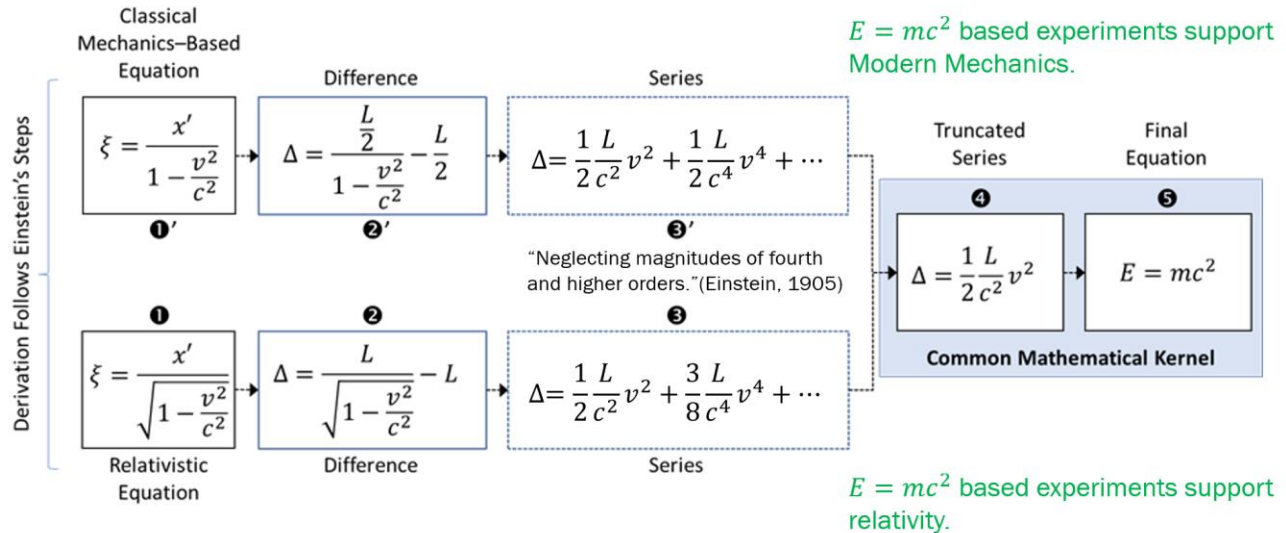 Classical
Mechanics–Based
Equation
Difference
Series
E = mc² based experiments support
Modern Mechanics.
Derivation Follows Einstein's Steps
ξ = x′ / (1 − v²/c²)
Δ = (L/2) / (1 − v²/c²) − L/2
Δ= 1/2 L/c² v² + 1/2 L/c⁴ v⁴ + ⋯
❶'
❷'
❸'
"Neglecting magnitudes of fourth
and higher orders."(Einstein, 1905)
Truncated
Series
Final
Equation
❹
❺
Δ = 1/2 L/c² v²
E = mc²
Common Mathematical Kernel
❶
❷
❸
ξ = x′ / √(1 − v²/c²)
Δ = L / √(1 − v²/c²) − L
Δ= 1/2 L/c² v² + 3/8 L/c⁴ v⁴ + ⋯
Relativistic
Equation
Difference
Series
E = mc² based experiments support
relativity.